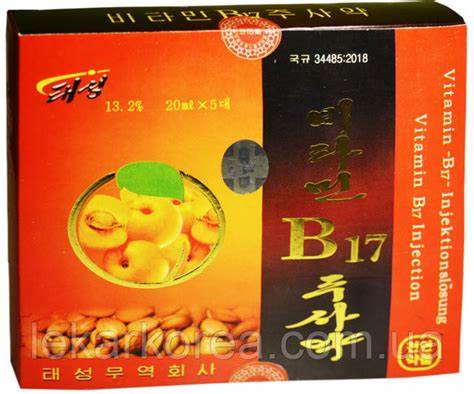 비타민 B17주사약
국규 34485:2018
태성
13.2% 20㎖×5대
비타민
B17
주사약
Vitamin -B17- Injektionslösung
Vitamin B17 Injection
lekarkorea.com.ua
태성무역회사